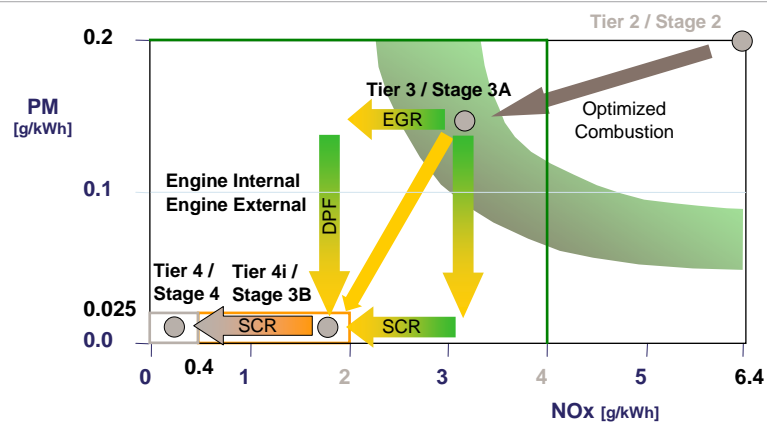 Tier 2 / Stage 2
0.2
PM
[g/kWh]
Tier 3 / Stage 3A
EGR
Optimized
Combustion
Engine Internal
Engine External
0.1
DPF
Tier 4 /
Stage 4
Tier 4i /
Stage 3B
0.025
SCR
SCR
0.0
0
0.4
1
2
3
4
5
6.4
NOx [g/kWh]